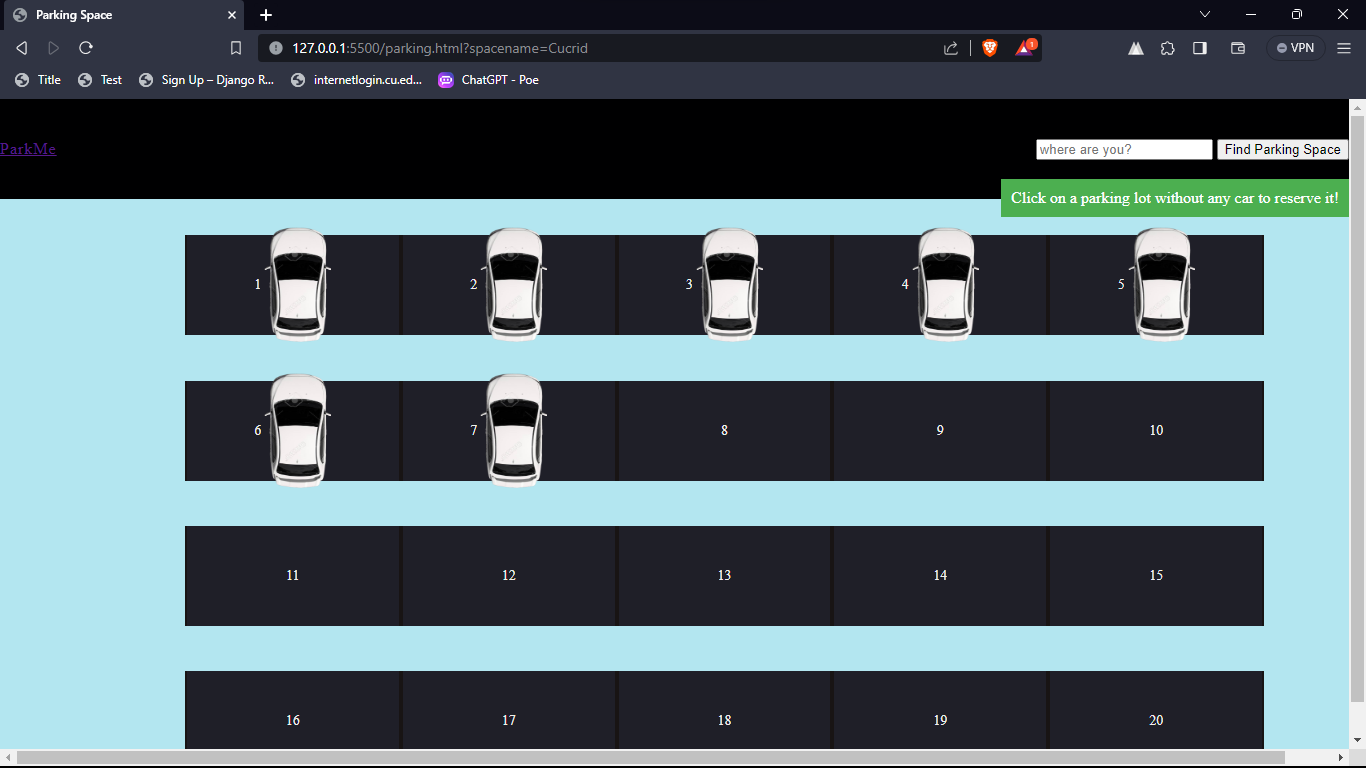 Parking Space
127.0.0.1:5500/parking.html?spacename=Cucrid
1
VPN
Title
Test
Sign Up – Django R...
internetlogin.cu.ed...
ChatGPT - Poe
ParkMe
where are you?
Find Parking Space
Click on a parking lot without any car to reserve it!
1 2 3 4 5
6 7 8 9 10
11 12 13 14 15
16 17 18 19 20